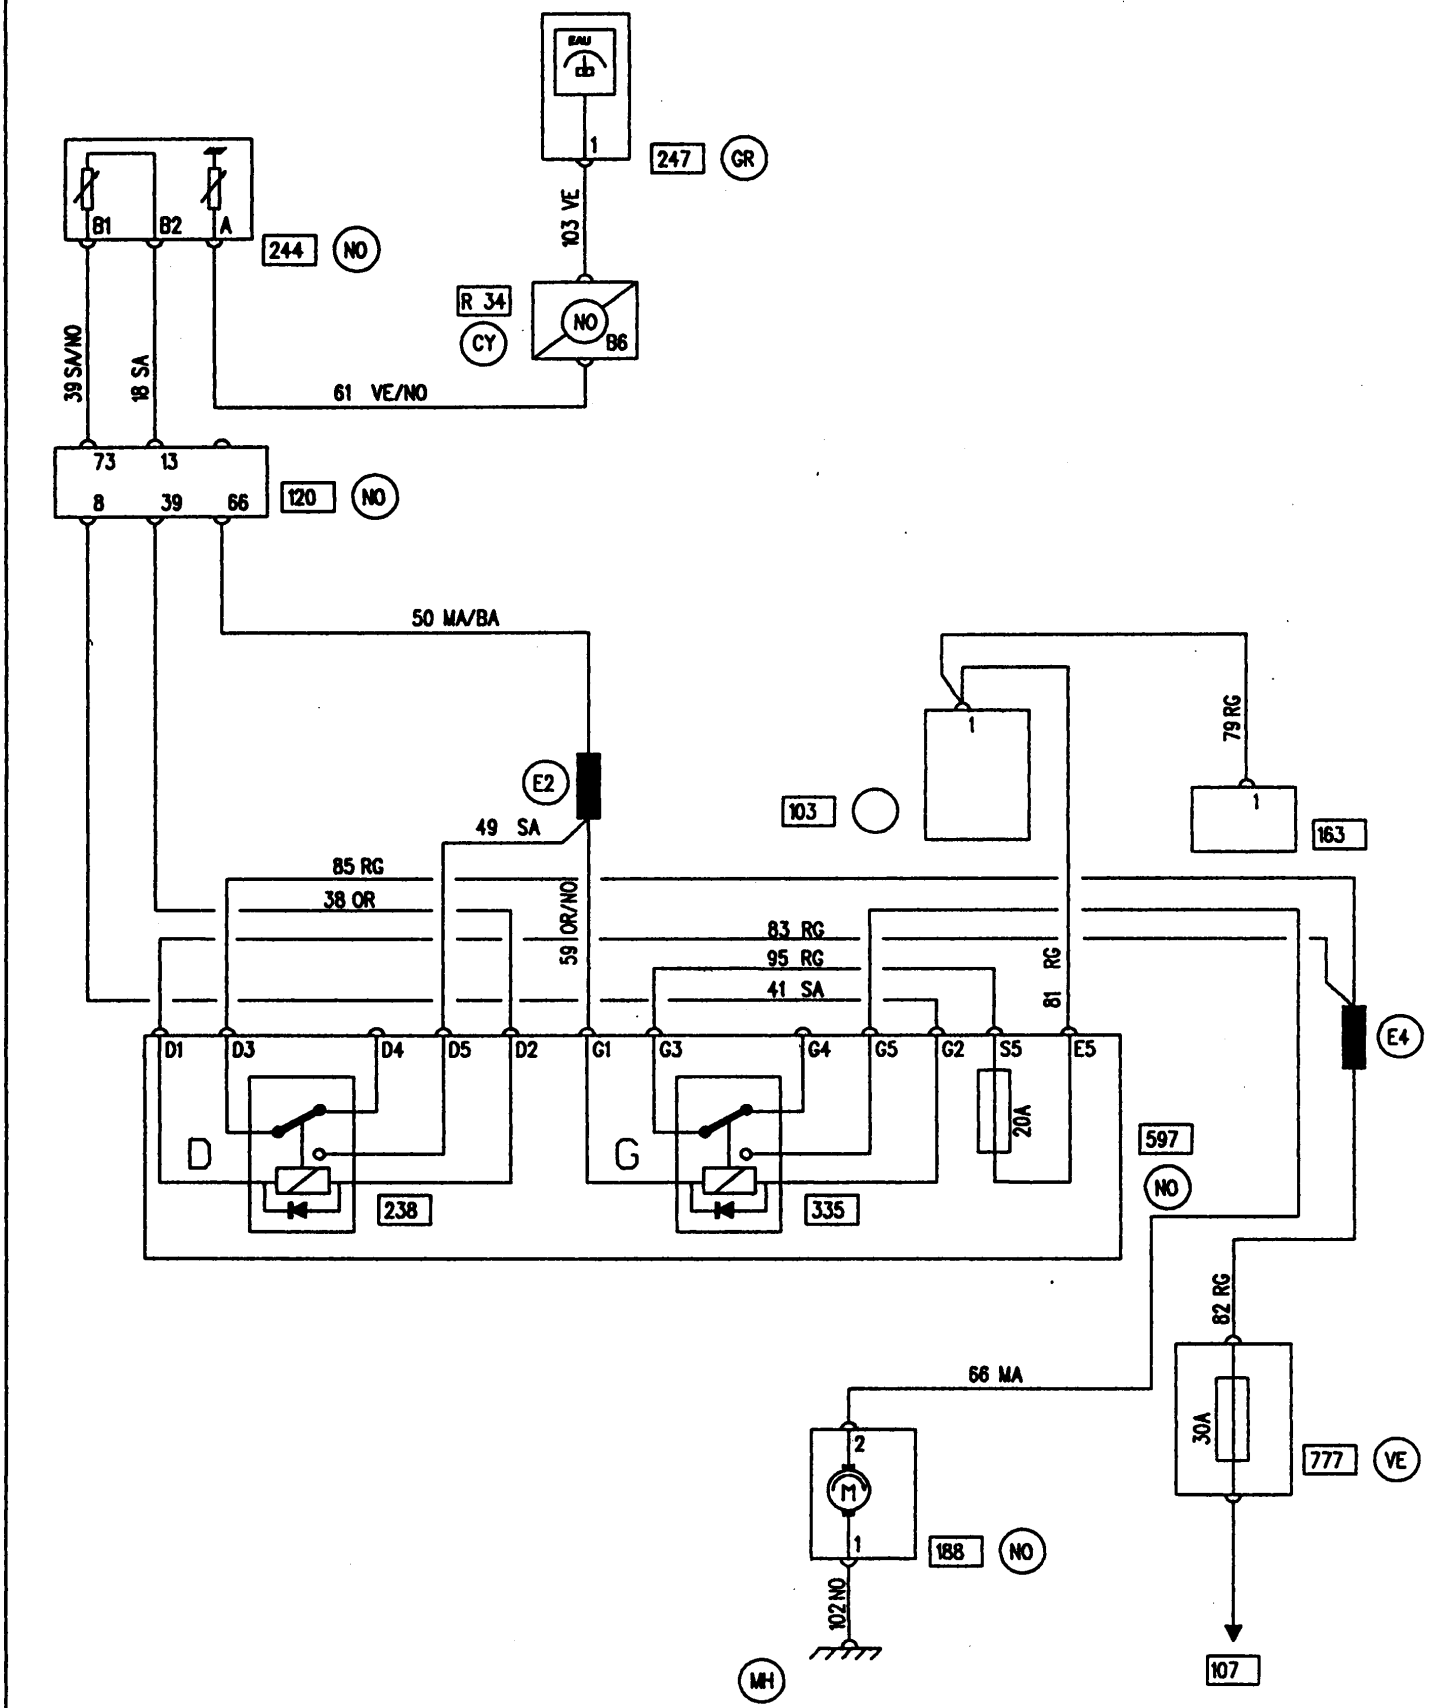 EAU
1
247 GR
103 VE
B1 B2 A
244 NO
R 34
CY
NO
B6
39 SA/NO
18 SA
61 VE/NO
73 13
8 39 66
120 NO
50 MA/BA
1
79 RG
E2
103
1
163
49 SA
85 RG
38 OR
59 OR/NO
83 RG
95 RG
41 SA
81 RG
E4
D1 D3 D4 D5 D2 G1 G3 G4 G5 G2 S5 E5
20A
D
G
597
NO
238
335
82 RG
66 MA
30A
2
M
777 VE
1
188 NO
102 NO
MH
107